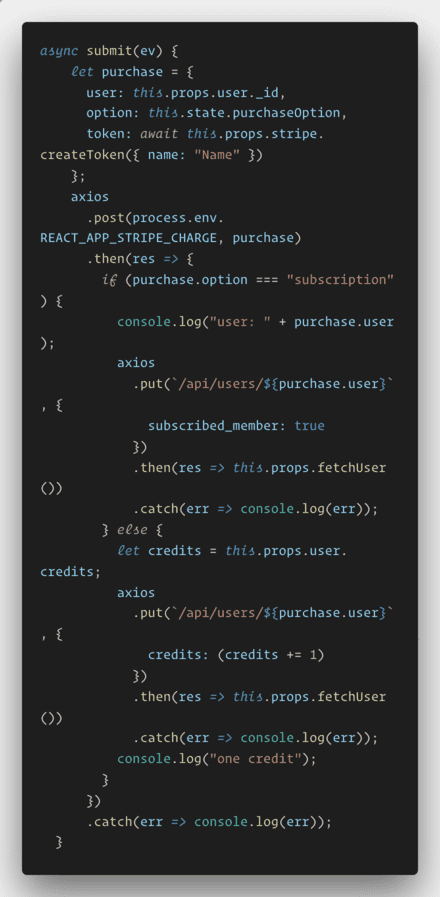 async submit(ev) {
let purchase = {
user: this.props.user._id,
option: this.state.purchaseOption,
token: await this.props.stripe.
createToken({ name: "Name" })
};
axios
.post(process.env.
REACT_APP_STRIPE_CHARGE, purchase)
.then(res => {
if (purchase.option === "subscription"
) {
console.log("user: " + purchase.user
);
axios
.put(`/api/users/${purchase.user}`
, {
subscribed_member: true
})
.then(res => this.props.fetchUser
())
.catch(err => console.log(err));
} else {
let credits = this.props.user.
credits;
axios
.put(`/api/users/${purchase.user}`
, {
credits: (credits += 1)
})
.then(res => this.props.fetchUser
())
.catch(err => console.log(err));
console.log("one credit");
}
})
.catch(err => console.log(err));
}